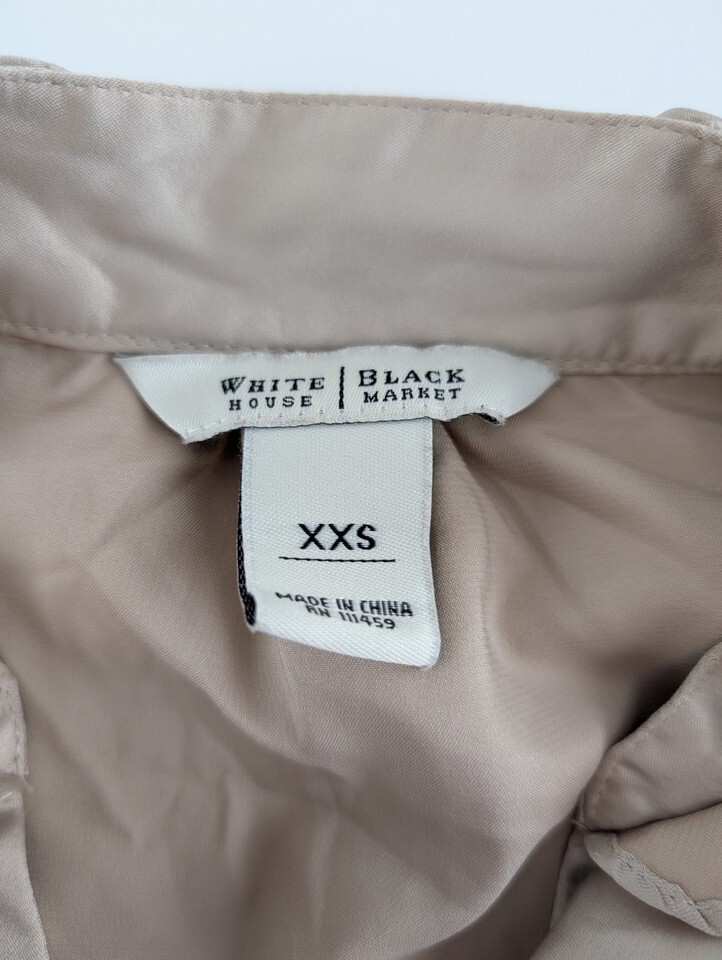 WHITE | BLACK
HOUSE | MARKET
XXS
MADE IN CHINA
RN 111459